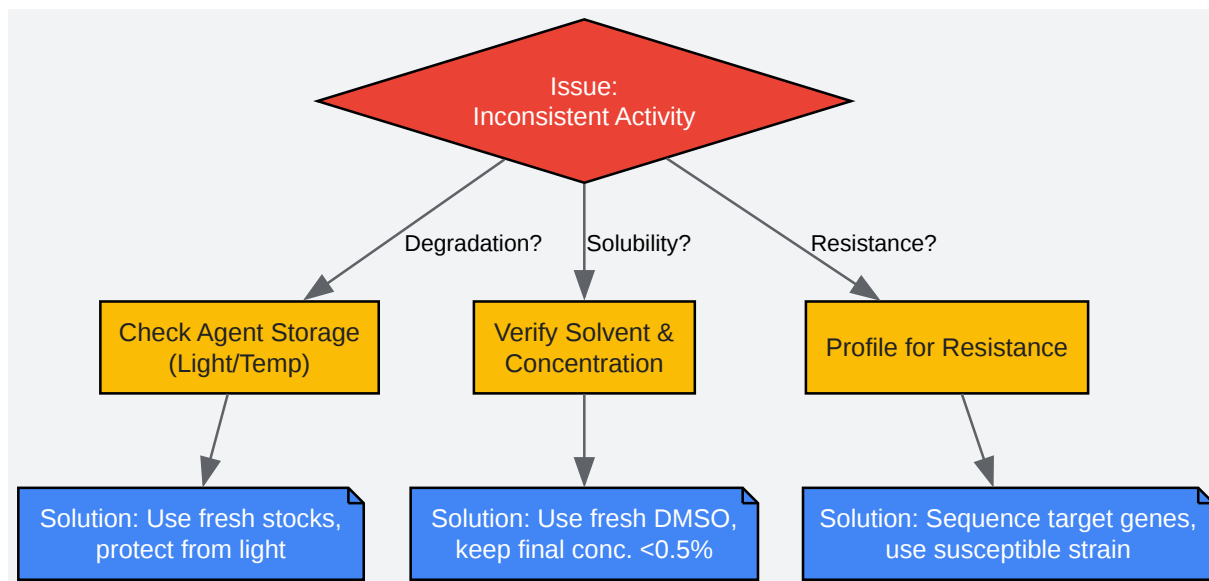 Issue:
Inconsistent Activity
Degradation?
Solubility?
Resistance?
Check Agent Storage
(Light/Temp)
Verify Solvent &
Concentration
Profile for Resistance
Solution: Use fresh stocks,
protect from light
Solution: Use fresh DMSO,
keep final conc. <0.5%
Solution: Sequence target genes,
use susceptible strain